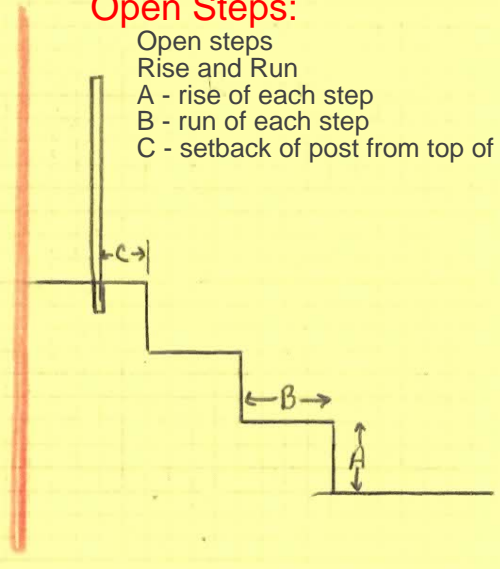 Open Steps:
Open steps
Rise and Run
A - rise of each step
B - run of each step
C - setback of post from top of
C
B
A